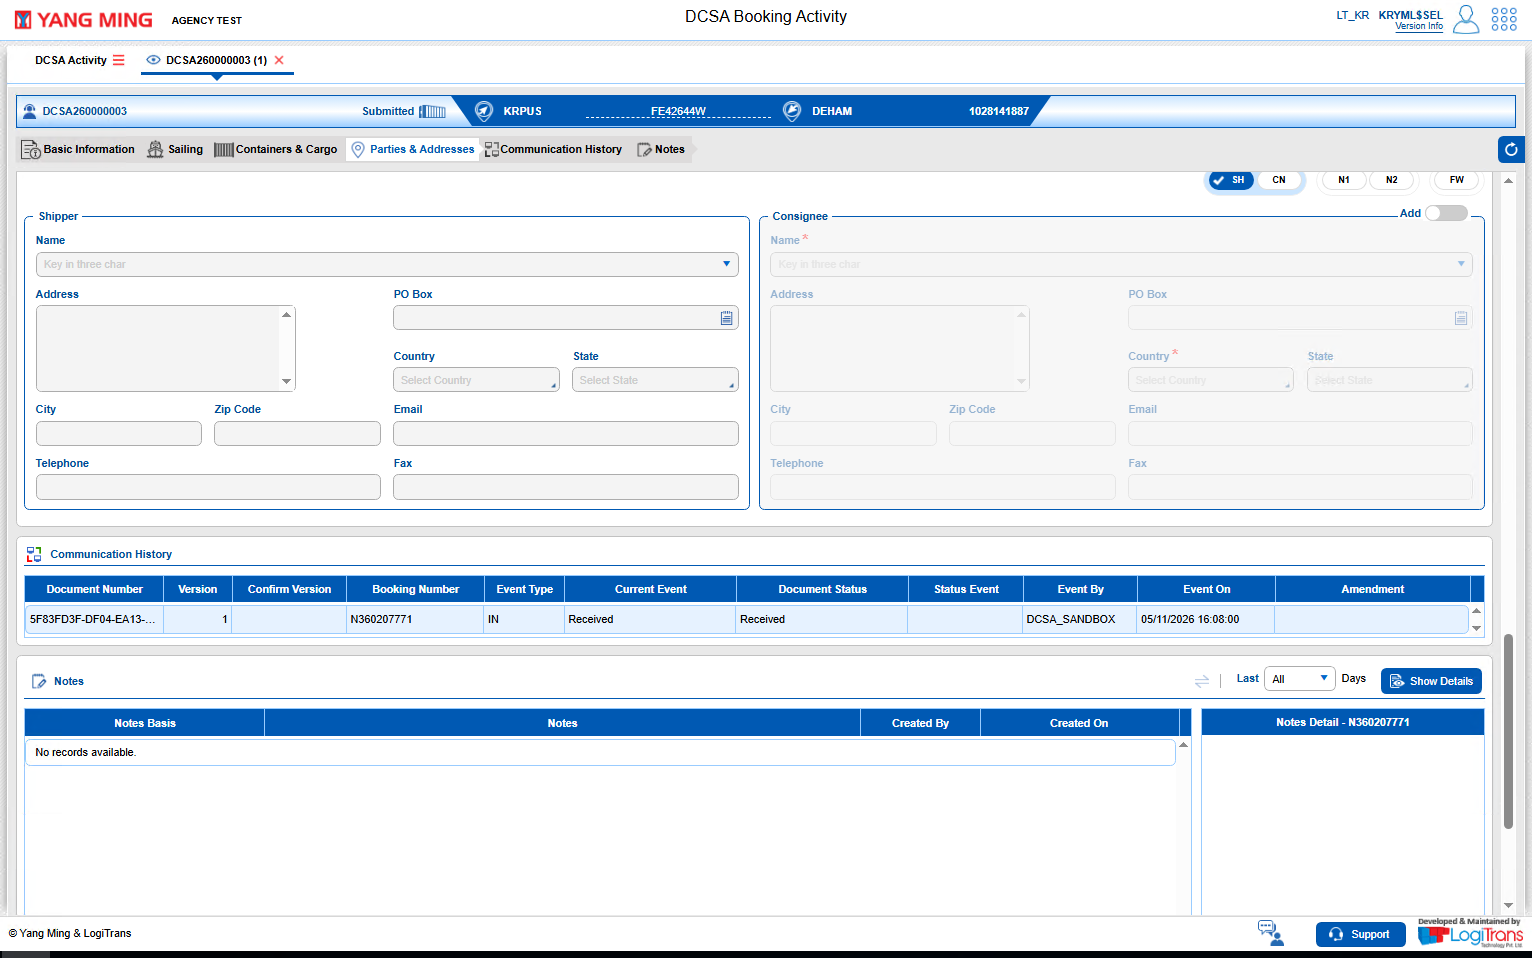 YANG MING AGENCY TEST
DCSA Booking Activity
LT_KR KRYML$SEL
Version Info
DCSA Activity
DCSA260000003 (1)
DCSA260000003 Submitted KRPUS FE42644W DEHAM 1028141887
Basic Information Sailing Containers & Cargo Parties & Addresses Communication History Notes
SH CN N1 N2 FW
Shipper
Consignee Add
Name
Name *
Key in three char
Key in three char
Address PO Box
Address PO Box
Country State
Country * State
Select Country Select State
Select Country Select State
City Zip Code Email
City Zip Code Email
Telephone Fax
Telephone Fax
Communication History
Document Number Version Confirm Version Booking Number Event Type Current Event Document Status Status Event Event By Event On Amendment
5F83FD3F-DF04-EA13-... 1 N360207771 IN Received Received DCSA_SANDBOX 05/11/2026 16:08:00
Notes
Last All Days Show Details
Notes Basis Notes Created By Created On
Notes Detail - N360207771
No records available.
© Yang Ming & LogiTrans
Support
Developed & Maintained by
LogiTrans
Technology Pvt. Ltd.